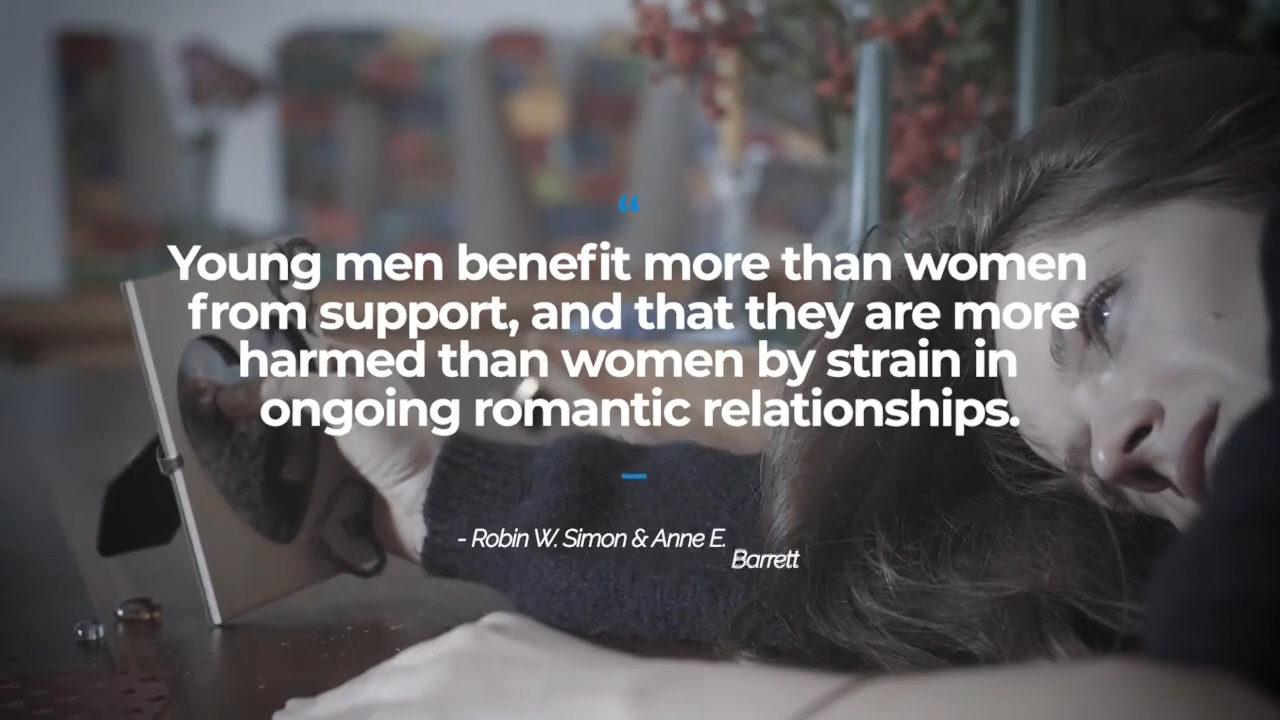 “
Young men benefit more than women
from support, and that they are more
harmed than women by strain in
ongoing romantic relationships.
- Robin W. Simon & Anne E.
Barrett